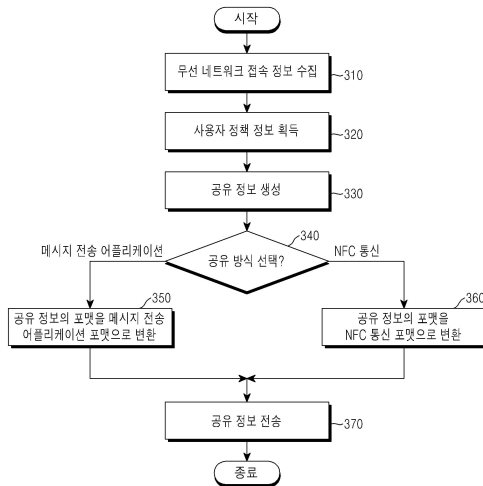 시작
무선 네트워크 접속 정보 수집
310
사용자 정책 정보 획득
320
공유 정보 생성
330
공유 방식 선택?
340
메시지 전송 어플리케이션
NFC 통신
350
공유 정보의 포맷을 메시지 전송
어플리케이션 포맷으로 변환
360
공유 정보의 포맷을
NFC 통신 포맷으로 변환
공유 정보 전송
370
종료